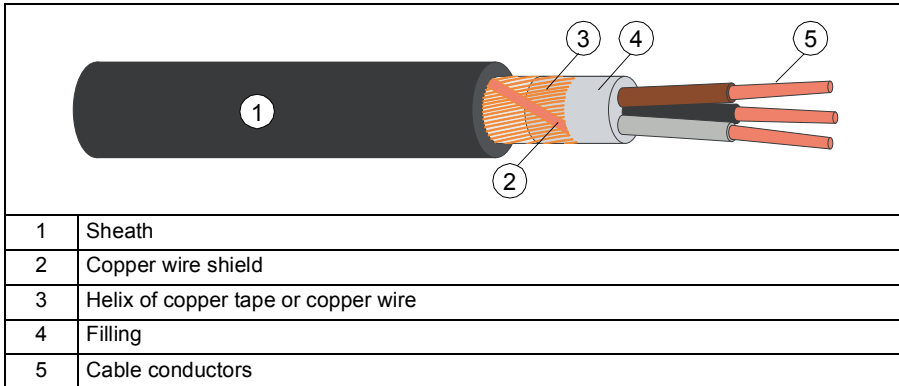 3 4 5
1
2
1 Sheath
2 Copper wire shield
3 Helix of copper tape or copper wire
4 Filling
5 Cable conductors